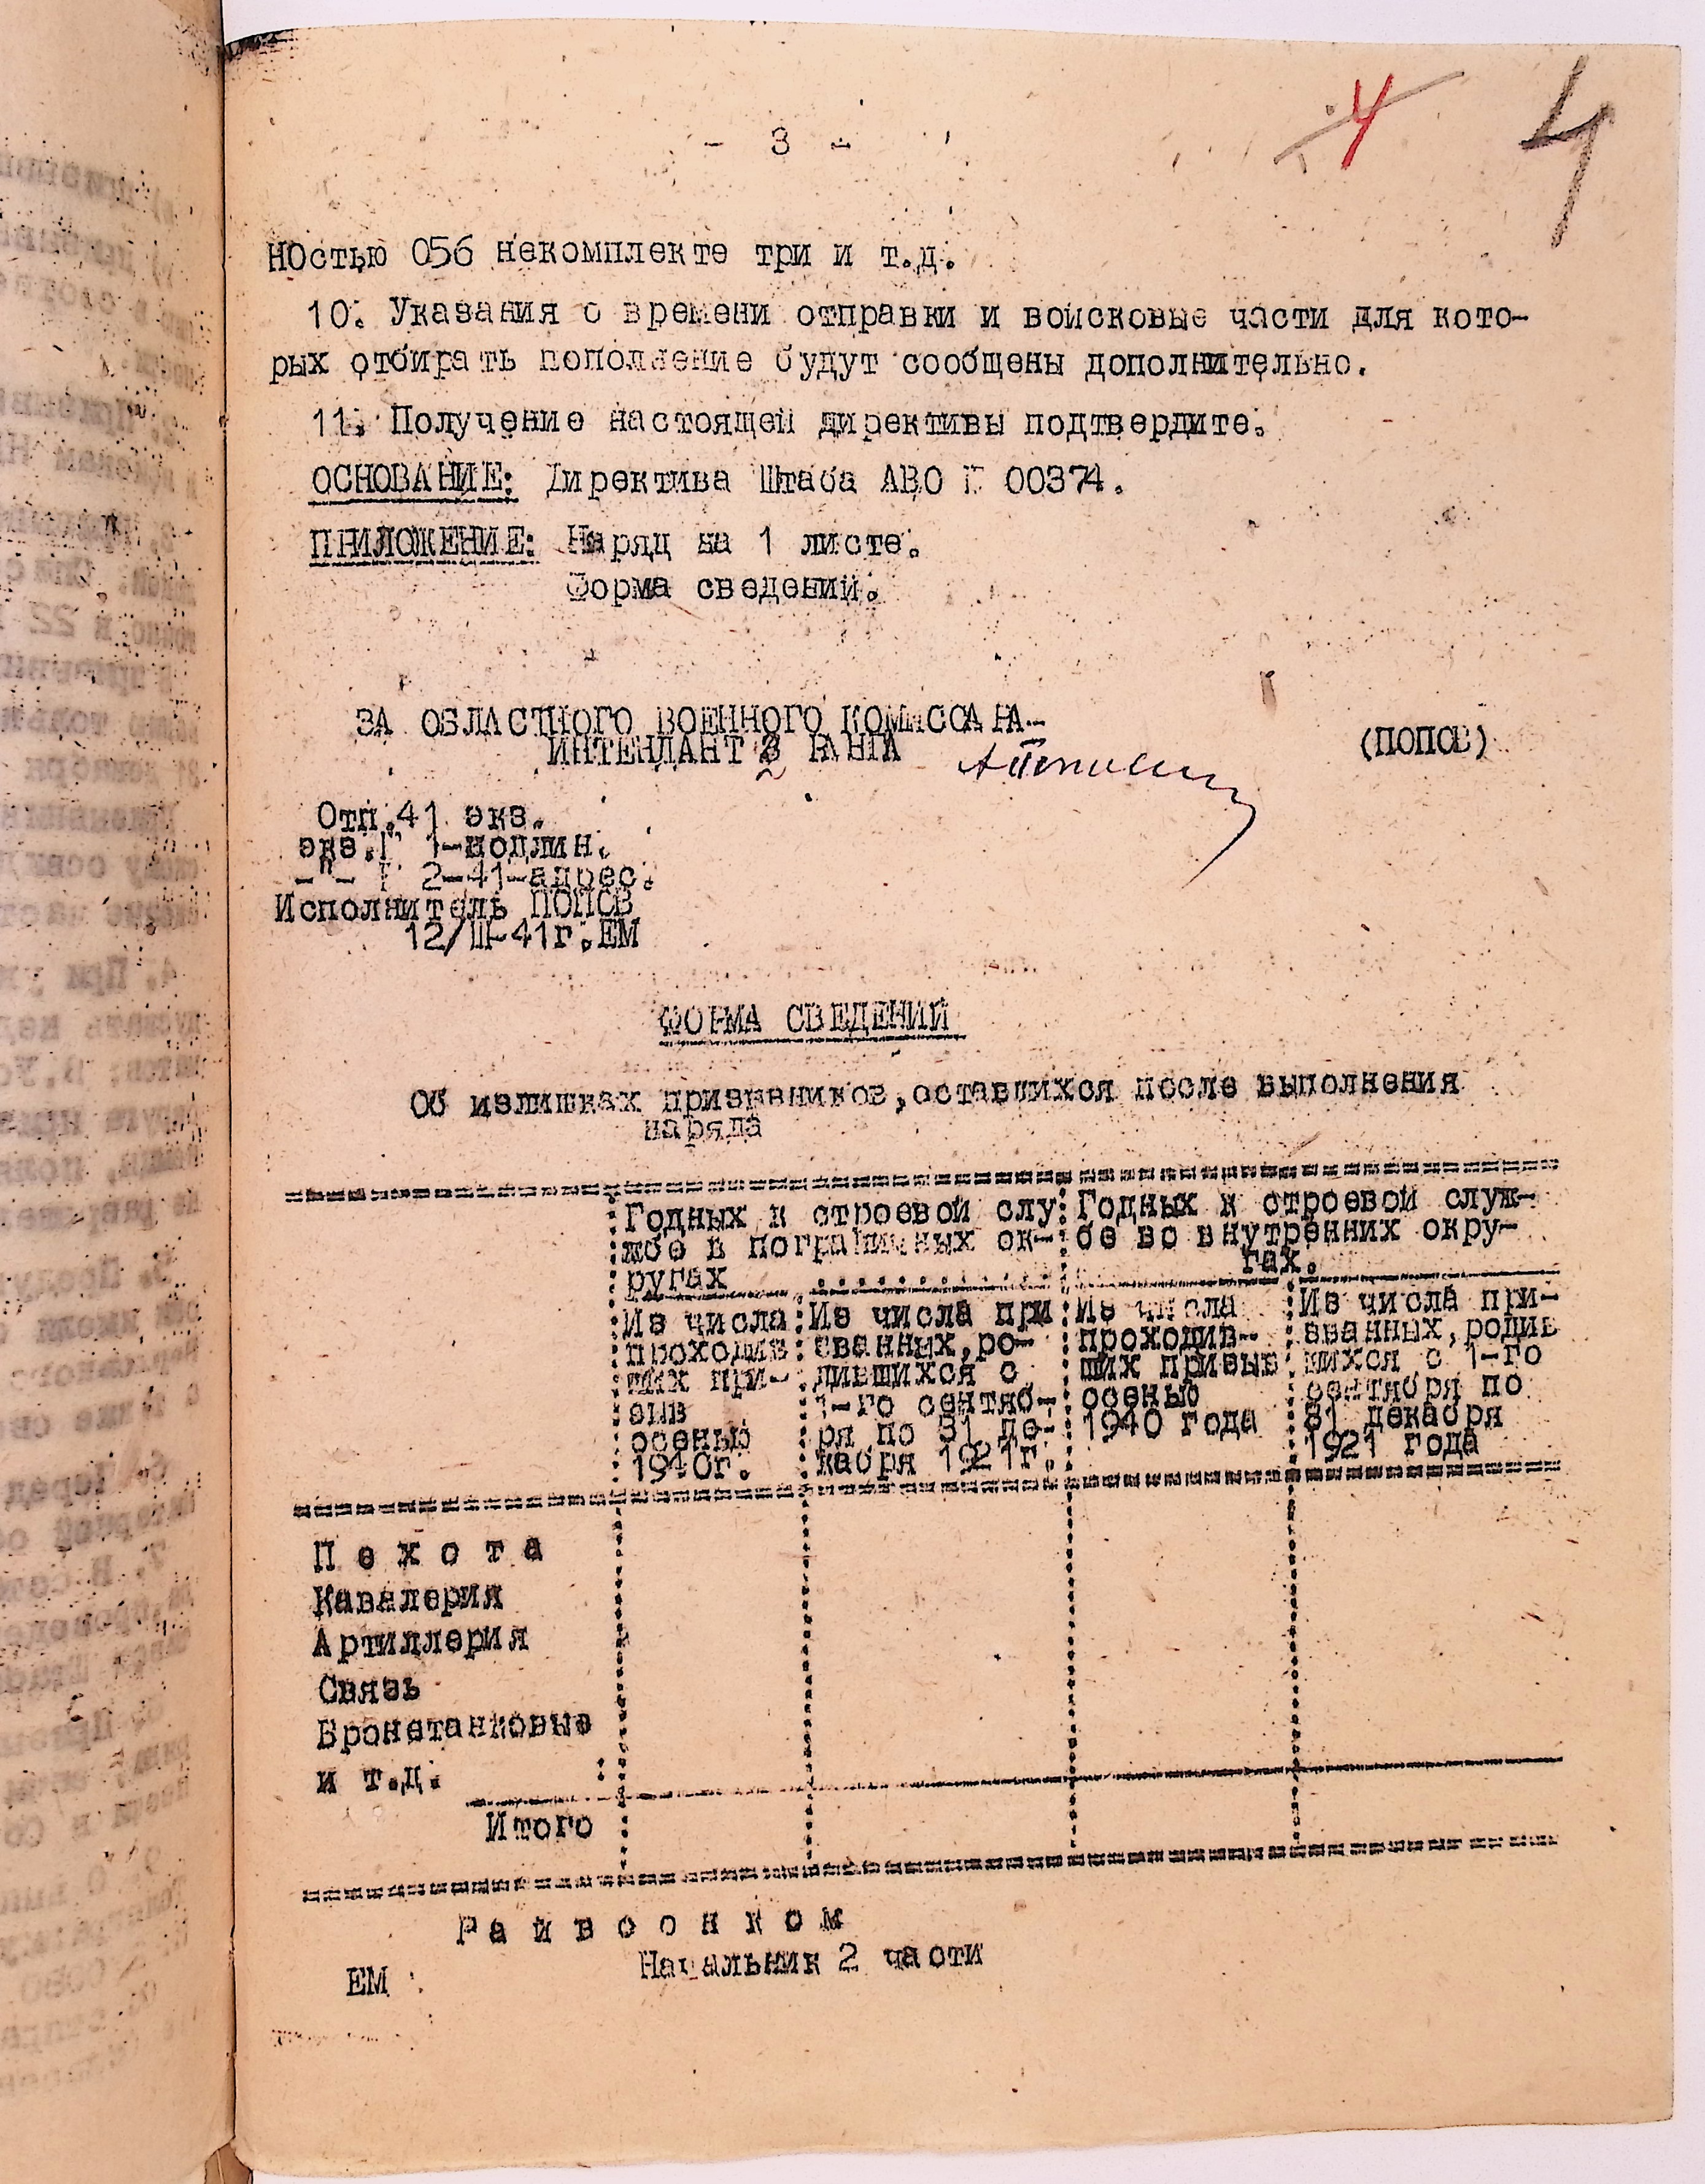 4 4
- 3 -
НОстью 056 некомплекте три и т.д.
10. Указания о времени отправки и войсковые части для кото-
рых отбирать пополнение будут сообщены дополнительно.
11. Получение настоящей директивы подтвердите.
ОСНОВАНИЕ: Директива Штаба АВО Г 00374.
ПРИЛОЖЕНИЕ: Наряд на 1 листе.
Форма сведений.
ЗА ОБЛАСТНОГО ВОЕННОГО КОМИССАРА-
ИНТЕНДАНТ 3 РАНГА
(ПОПОВ)
Отп.41 экз.
экз.Г 1-подлин.
-"- Г 2-41-адрес.
Исполнитель ПОПОВ
12/III-41г.ЕМ
ФОРМА СВЕДЕНИЙ
Об излишках призывников,оставшихся после выполнения
наряда
Годных к строевой слу
жбе в пограничных ок-
ругах
Годных к строевой служ-
бе во внутренних окру-
гах.
Из числа
проходив
ших при-
зыв
осенью
1940г.
Из числа при
званных,ро-
дившихся с
1-го сентяб-
ря по 31 де-
кабря 1921г.
Из числа
проходив-
ших призыв
осенью
1940 года
Из числа при-
званных,родив
шихся с 1-го
сентября по
31 декабря
1921 года
П е х о т а
Кавалерия
Артиллерия
Связь
Бронетанковые
и т.д. :
Итого
Р а й в о е н к о м
Начальник 2 части
ЕМ :